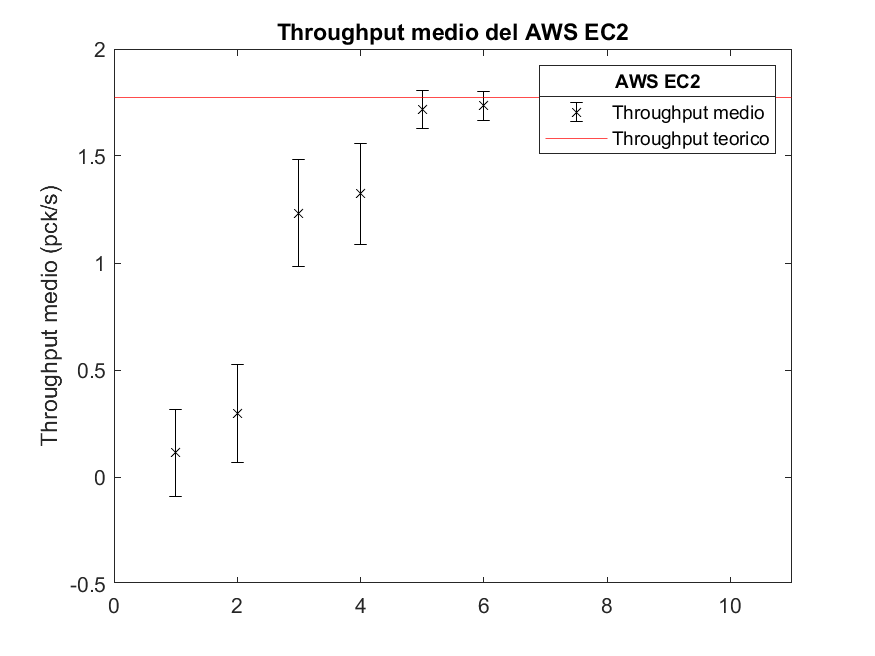 Throughput medio del AWS EC2
2
AWS EC2
Throughput medio
Throughput teorico
1.5
1
0.5
0
-0.5
Throughput medio (pck/s)
0 2 4 6 8 10